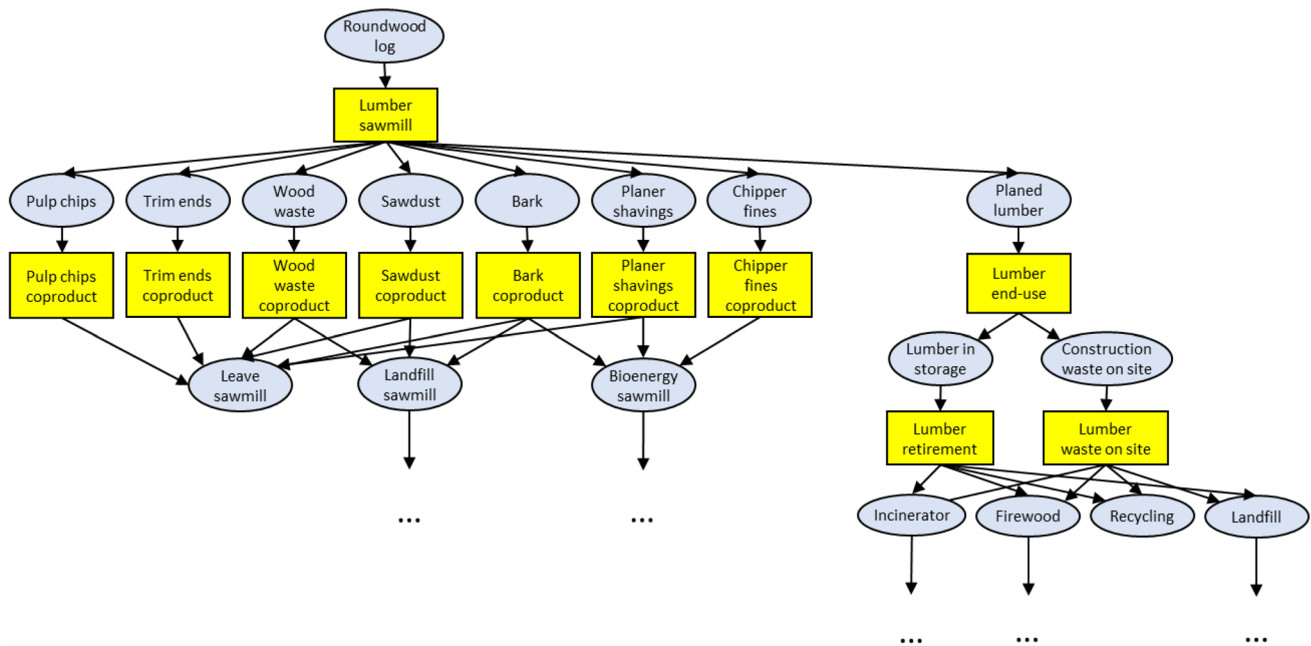 Roundwood
log
Lumber
sawmill
Pulp chips
Trim ends
Wood
waste
Sawdust
Bark
Planer
shavings
Chipper
fines
Planed
lumber
Pulp chips
coproduct
Trim ends
coproduct
Wood
waste
coproduct
Sawdust
coproduct
Bark
coproduct
Planer
shavings
coproduct
Chipper
fines
coproduct
Lumber
end-use
Leave
sawmill
Landfill
sawmill
Bioenergy
sawmill
Lumber in
storage
Construction
waste on site
Lumber
retirement
Lumber
waste on site
Incinerator
Firewood
Recycling
Landfill
...
...
...
...
...